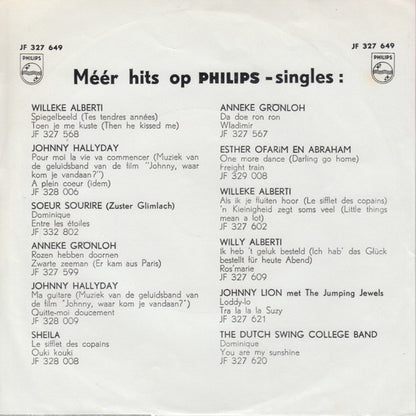 JF 327 649
JF 327 649
PHILIPS
PHILIPS
Méér hits op PHILIPS - singles :
WILLEKE ALBERTI
Spiegelbeeld (Tes tendres années)
Toen je me kuste (Then he kissed me)
JF 327 568
JOHNNY HALLYDAY
Pour moi la vie va commencer (Muziek van
de geluidsband van de film "Johnny, waar
kom je vandaan?")
A plein coeur (idem)
JF 328 006
SOEUR SOURIRE (Zuster Glimlach)
Dominique
Entre les étoiles
JF 332 802
ANNEKE GRÖNLOH
Rozen hebben doornen
Zwarte zeeman (Er kam aus Paris)
JF 327 599
JOHNNY HALLYDAY
Ma guitare (Muziek van de geluidsband van
de film "Johnny, waar kom je vandaan?")
Quitte-moi doucement
JF 328 009
SHEILA
Le sifflet des copains
Ouki kouki
JF 328 008
ANNEKE GRÖNLOH
Da doe ron ron
Wladimir
JF 327 567
ESTHER OFARiM EN ABRAHAM
One more dance (Darling go home)
Freight train
JF 329 008
WILLEKE ALBERTI
Als ik je fluiten hoor (Le sifflet des copains)
'n Kleinigheid zegt soms veel (Little things
mean a lot)
JF 327 602
WILLY ALBERTI
Ik heb 't geluk besteld (Ich hab' das Glück
bestellt für heute Abend)
Ros'marie
JF 327 609
JOHNNY LION met The Jumping Jewels
Loddy-lo
Tra la la la Suzy
JF 327 621
THE DUTCH SWING COLLEGE BAND
Dominique
You are my sunshine
JF 327 620